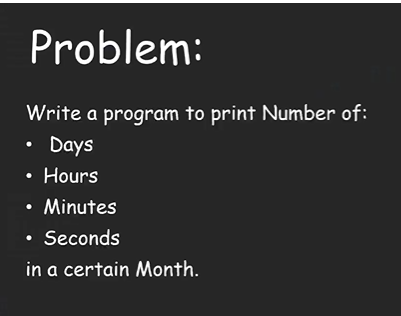 Problem:
Write a program to print Number of:
• Days
• Hours
• Minutes
• Seconds
in a certain Month.